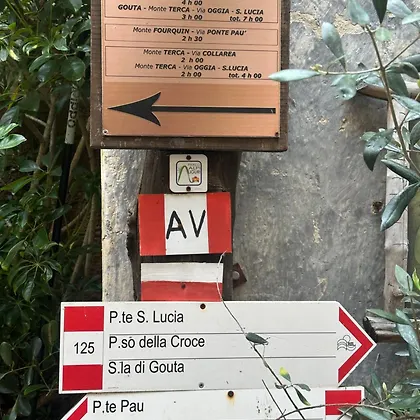 4 h 00
GOUTA - Monte TERCA - Via OGGIA - S. LUCIA
3 h 00 tot. 7 h 00
Monte FOURQUIN - Via PONTE PAU'
2 h 30
Monte TERCA - Via COLLAREA
2 h 00
Monte TERCA - Via OGGIA - S.LUCIA
2 h 00 tot. 4 h 00
AV
P.te S. Lucia
125 P.sò della Croce
S.la di Gouta
P.te Pau